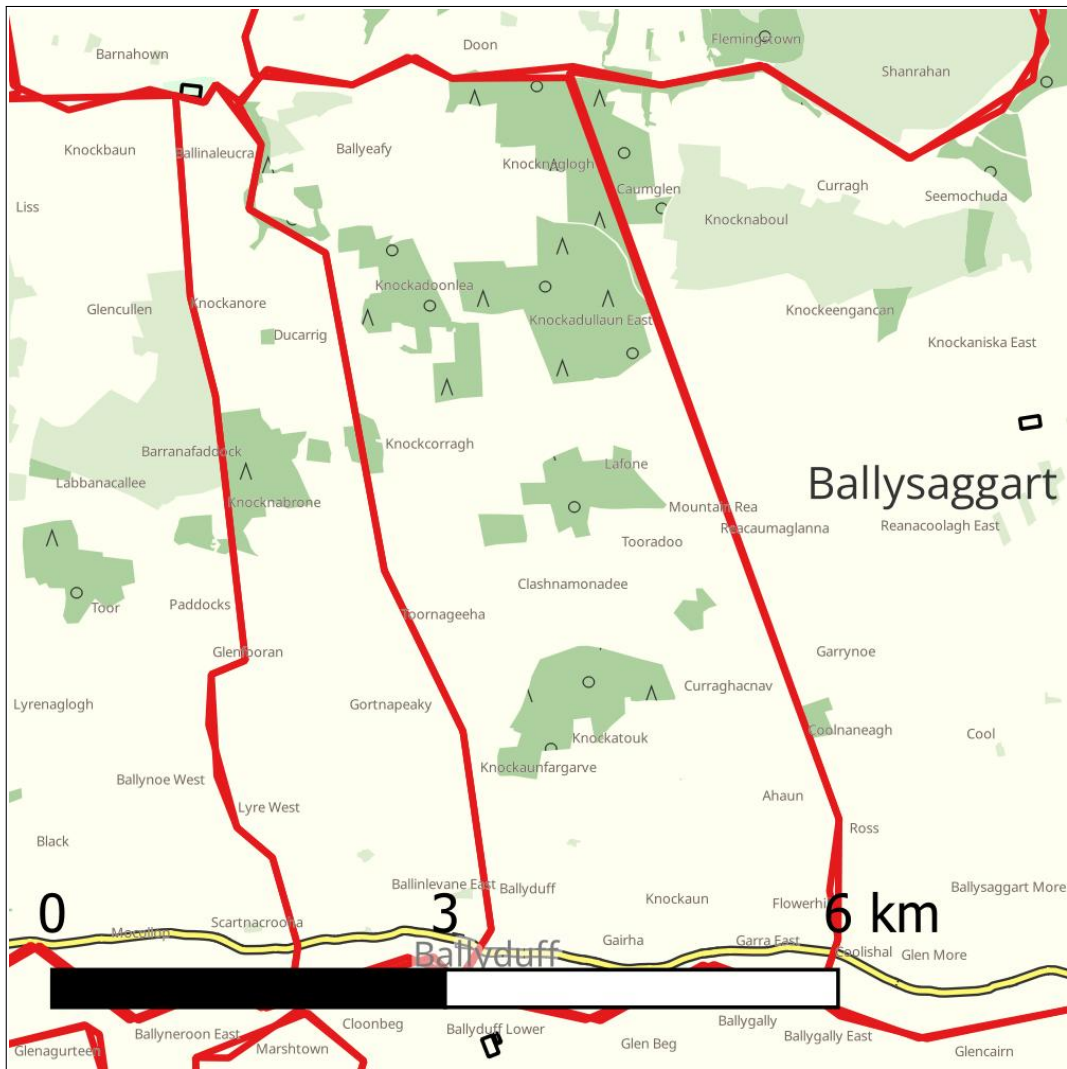 Doon
Flemingstown
Barnahown
Shanrahan
Knockbaun
Ballinaleucra
Ballyeafy
Knocknaglogh
Caumglen
Curragh
Seemochuda
Liss
Knocknaboul
Knockadoonlea
Glencullen
Knockanore
Knockeengancan
Knockadullaun East
Ducarrig
Knockaniska East
Knockcorragh
Barranafaddock
Lafone
Labbanacallee
Ballysaggart
Knocknabrone
Mountain Rea
Reacaumaglanna
Reanacoolagh East
Tooradoo
Clashnamonadee
Toor
Paddocks
Toornageeha
Glenfooran
Garrynoe
Curraghacnav
Lyrenaglogh
Gortnapeaky
Coolnaneagh
Cool
Knockatouk
Knockaunfargarve
Ballynoe West
Ahaun
Lyre West
Ross
Black
Ballinlevane East
Ballyduff
Ballysaggart More
Knockaun
Flowerhi
0 3 6 km
Scartnacrooha
Mocollop
Gairha
Garra East
Coolishal
Glen More
Ballyduff
Cloonbeg
Ballyduff Lower
Ballygally
Ballyneroon East
Ballygally East
Glen Beg
Marshtown
Glenagurteen
Glencairn